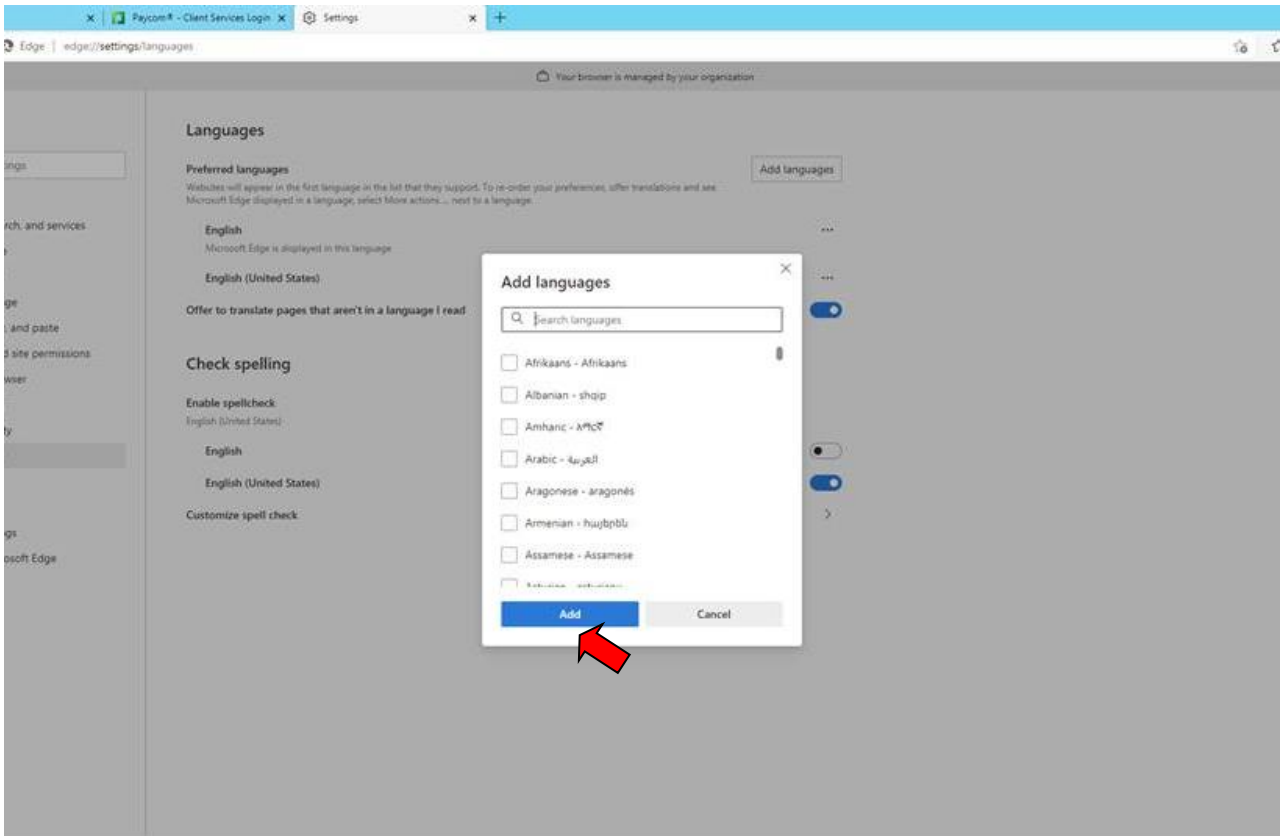 Paycom® - Client Services Login
Settings
Edge | edge://settings/languages
Your browser is managed by your organization
Languages
ings
Preferred languages
Add languages
Websites will appear in the first language in the list that they support. To re-order your preferences, offer translations and see
Microsoft Edge displayed in a language, select More actions... next to a language.
rch, and services
English
Microsoft Edge is displayed in this language
English (United States)
Add languages
ge
Offer to translate pages that aren't in a language I read
Search languages
, and paste
d site permissions
Check spelling
Afrikaans - Afrikaans
wser
Albanian - shqip
Enable spellcheck
English (United States)
Amharic - አማርኛ
ty
English
Arabic - العربية
English (United States)
Aragonese - aragonés
Customize spell check
Armenian - հայերեն
gs
Assamese - Assamese
osoft Edge
Asturian - asturianu
Add
Cancel